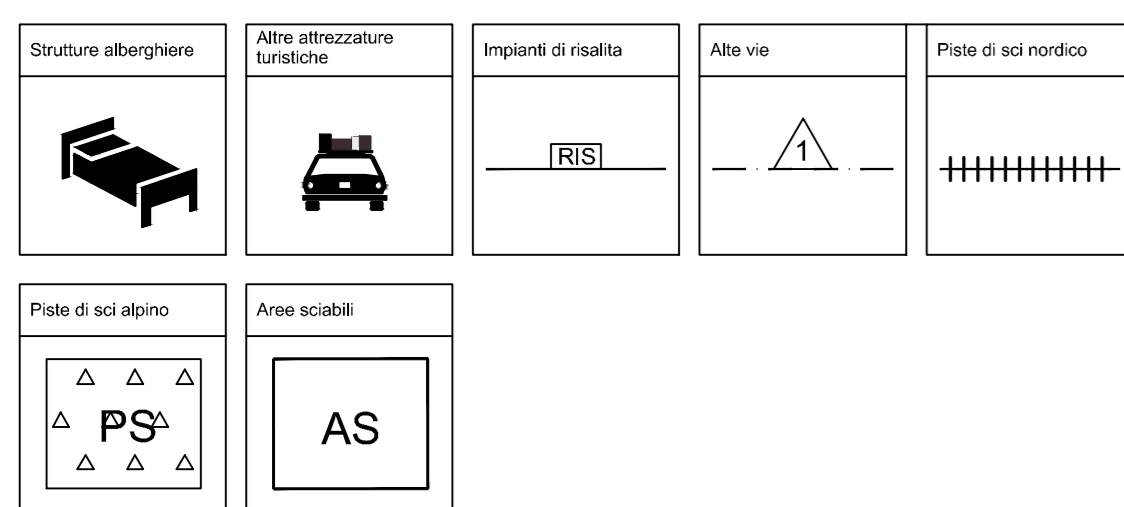 Strutture alberghiere
Altre attrezzature
turistiche
Impianti di risalita
Alte vie
Piste di sci nordico
RIS
1
Piste di sci alpino
Aree sciabili
PS
AS